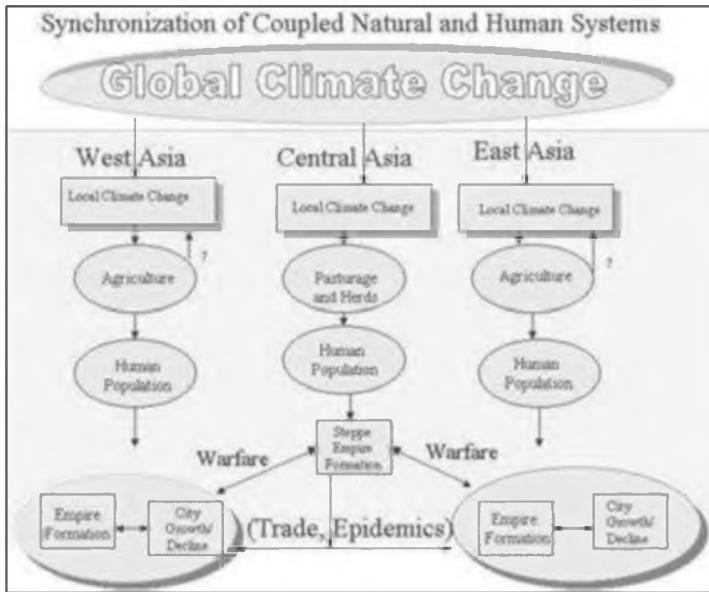 Synchronization of Coupled Natural and Human Systems
Global Climate Change
West Asia
Central Asia
East Asia
Local Climate Change
Local Climate Change
Local Climate Change
?
?
Agriculture
Pasturage
and Herds
Agriculture
Human
Population
Human
Population
Human
Population
Steppe
Empire
Formation
Warfare
Warfare
Empire
Formation
City
Growth/
Decline
(Trade, Epidemics)
Empire
Formation
City
Growth/
Decline